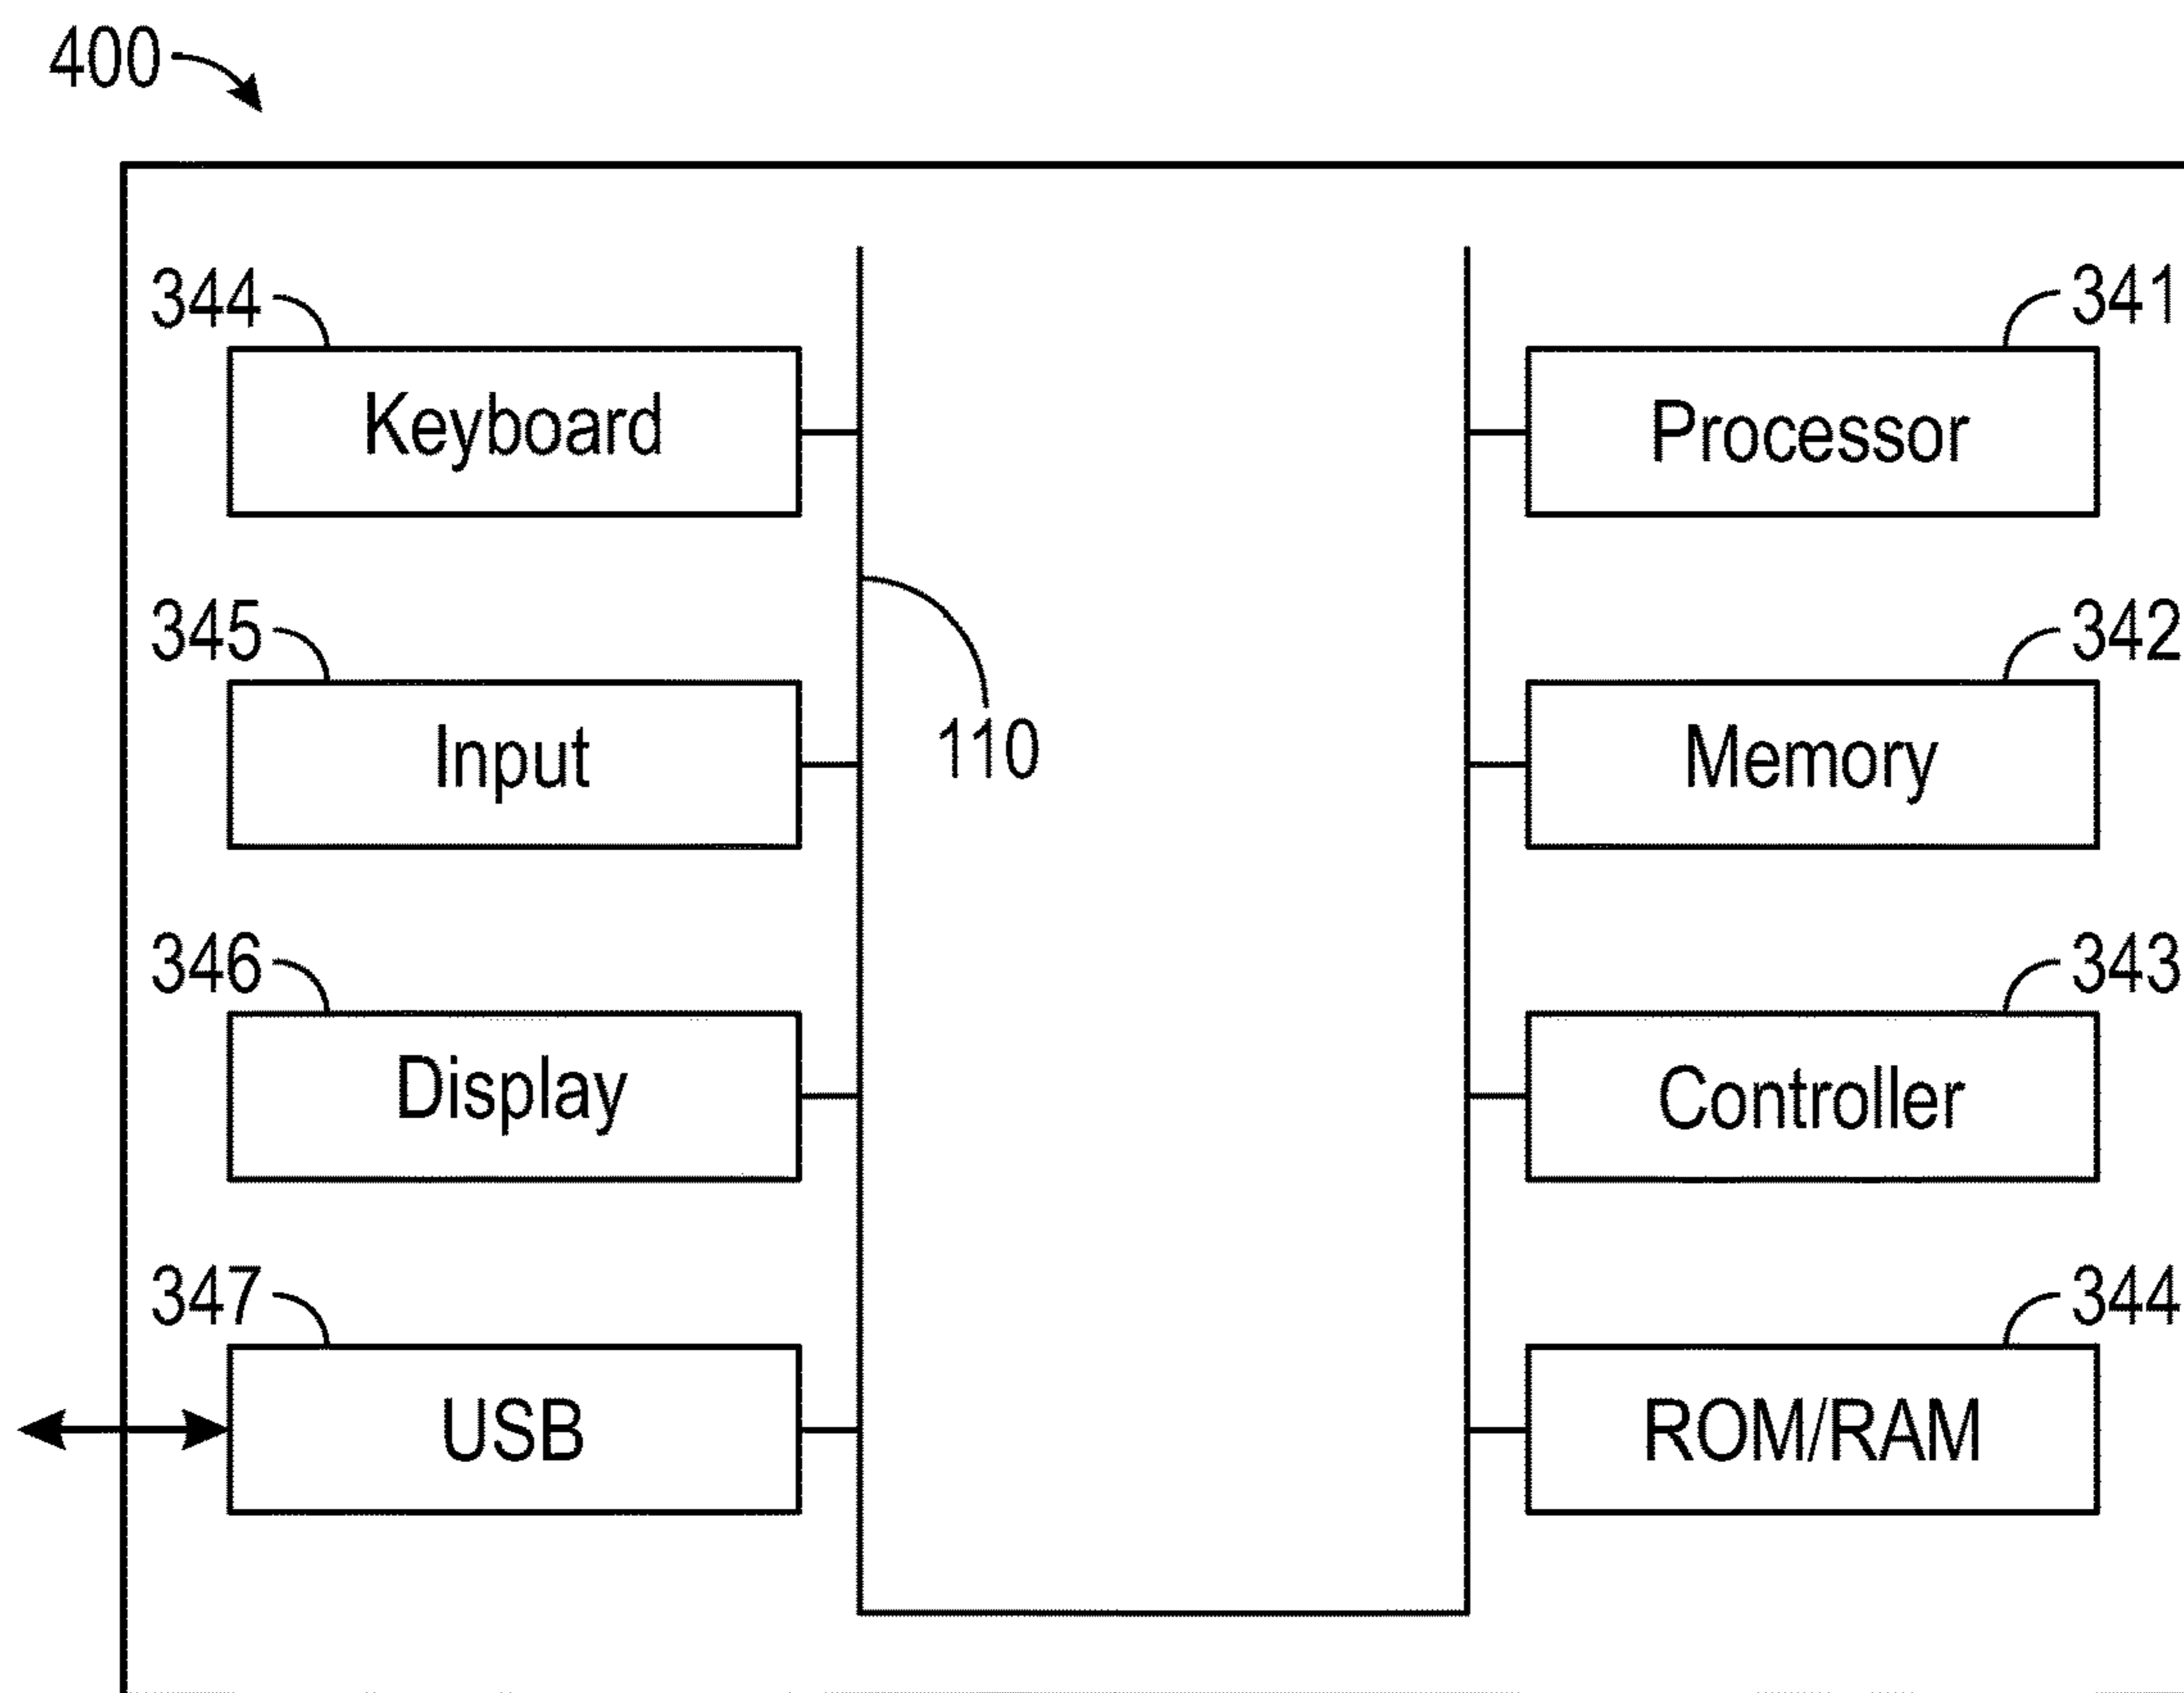 400
344
341
Keyboard
Processor
345
342
110
Input
Memory
346
343
Display
Controller
347
344
USB
ROM/RAM